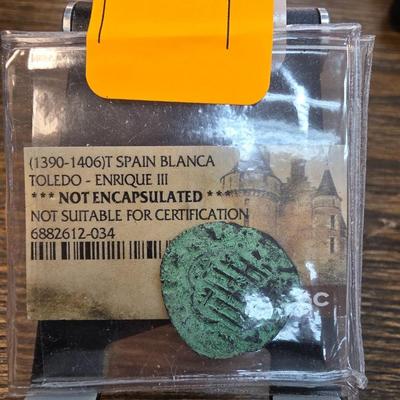 (1390-1406)T SPAIN BLANCA
TOLEDO - ENRIQUE III
*** NOT ENCAPSULATED ***
NOT SUITABLE FOR CERTIFICATION
6882612-034